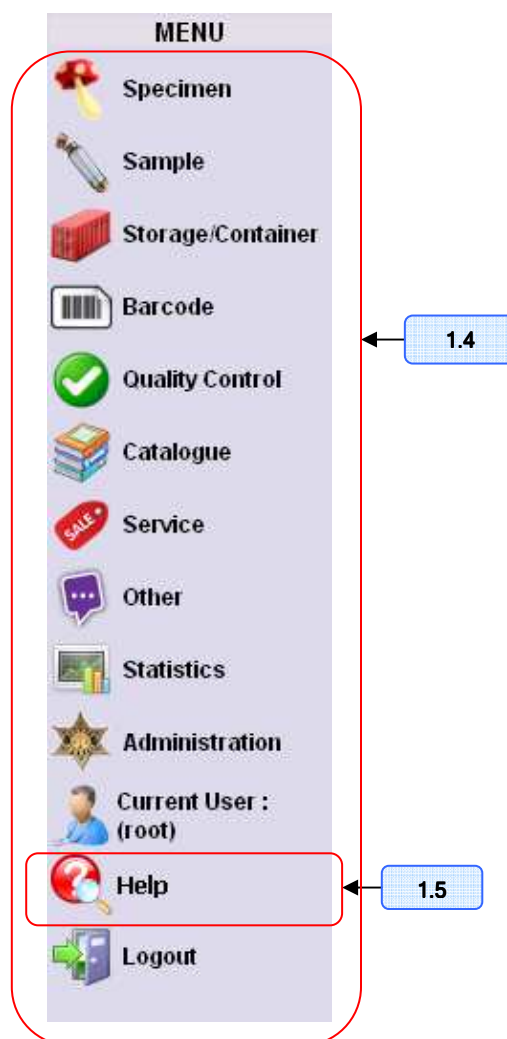 MENU
Specimen
Sample
Storage/Container
Barcode
1.4
Quality Control
Catalogue
SALE
Service
Other
Statistics
Administration
Current User :
(root)
Help
1.5
Logout